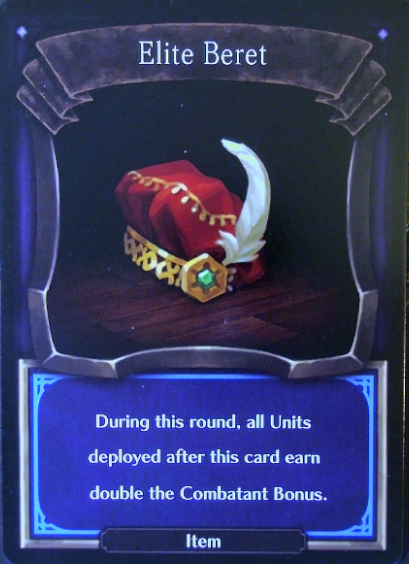 Elite Beret
During this round, all Units
deployed after this card earn
double the Combatant Bonus.
Item